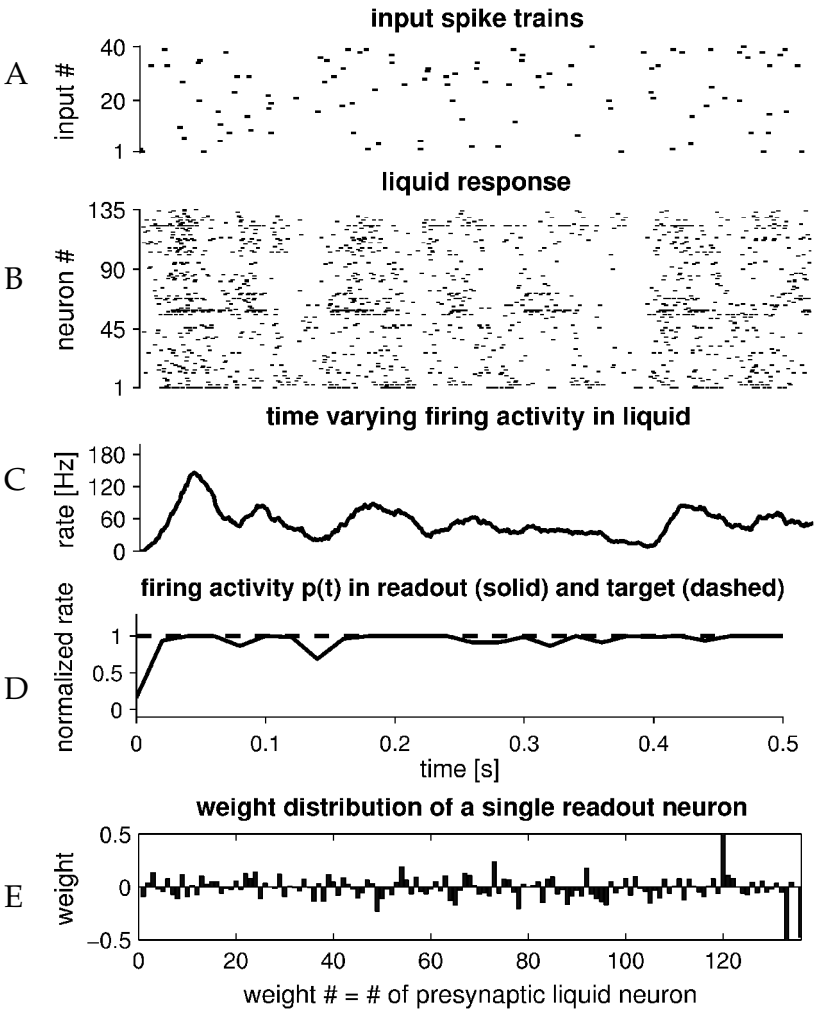 input spike trains
A
input #
40
20
1
liquid response
B
neuron #
135
90
45
1
time varying firing activity in liquid
C
rate [Hz]
180
120
60
0
firing activity p(t) in readout (solid) and target (dashed)
D
normalized rate
1
0.5
0
0 0.1 0.2 0.3 0.4 0.5
time [s]
weight distribution of a single readout neuron
E
weight
0.5
0
−0.5
0 20 40 60 80 100 120
weight # = # of presynaptic liquid neuron